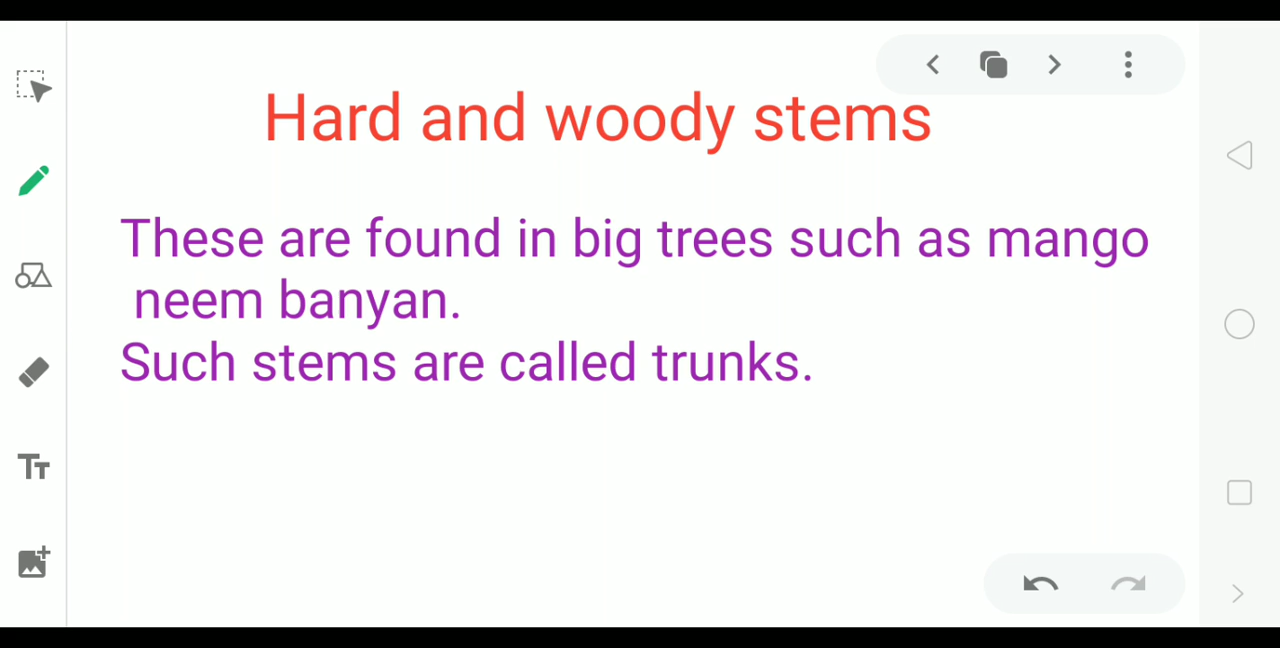 Hard and woody stems
These are found in big trees such as mango
neem banyan.
Such stems are called trunks.